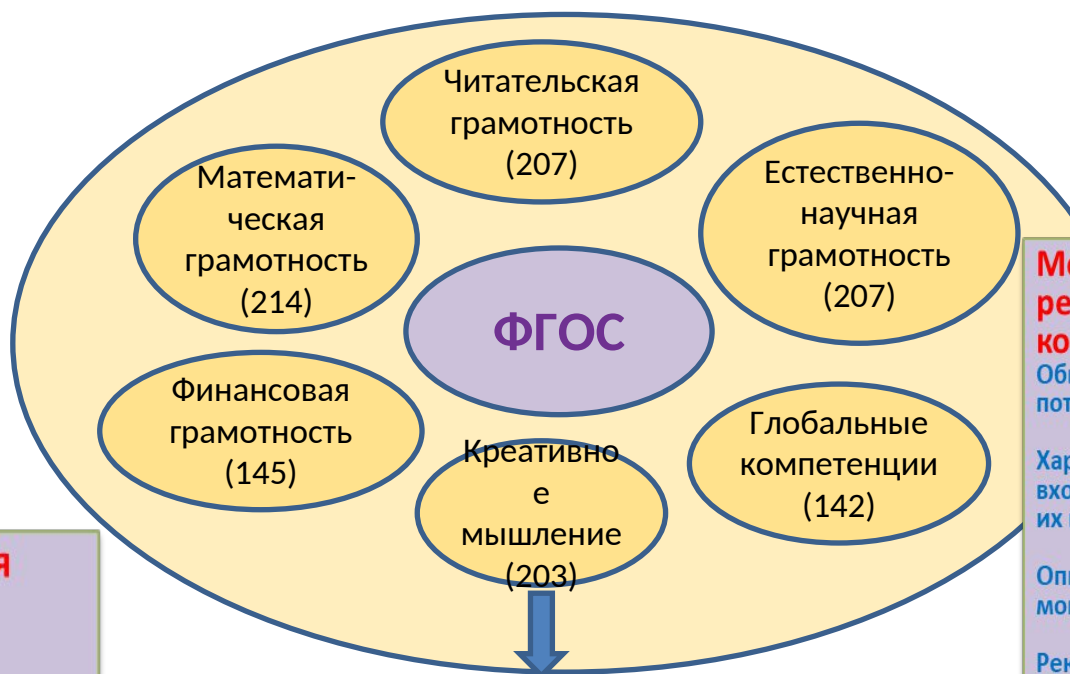 Читательская
грамотность
(207)
Математи-
ческая
грамотность
(214)
Естественно-
научная
грамотность
(207)
ФГОС
Финансовая
грамотность
(145)
Глобальные
компетенции
(142)
Креативно
е
мышление
(203)
их